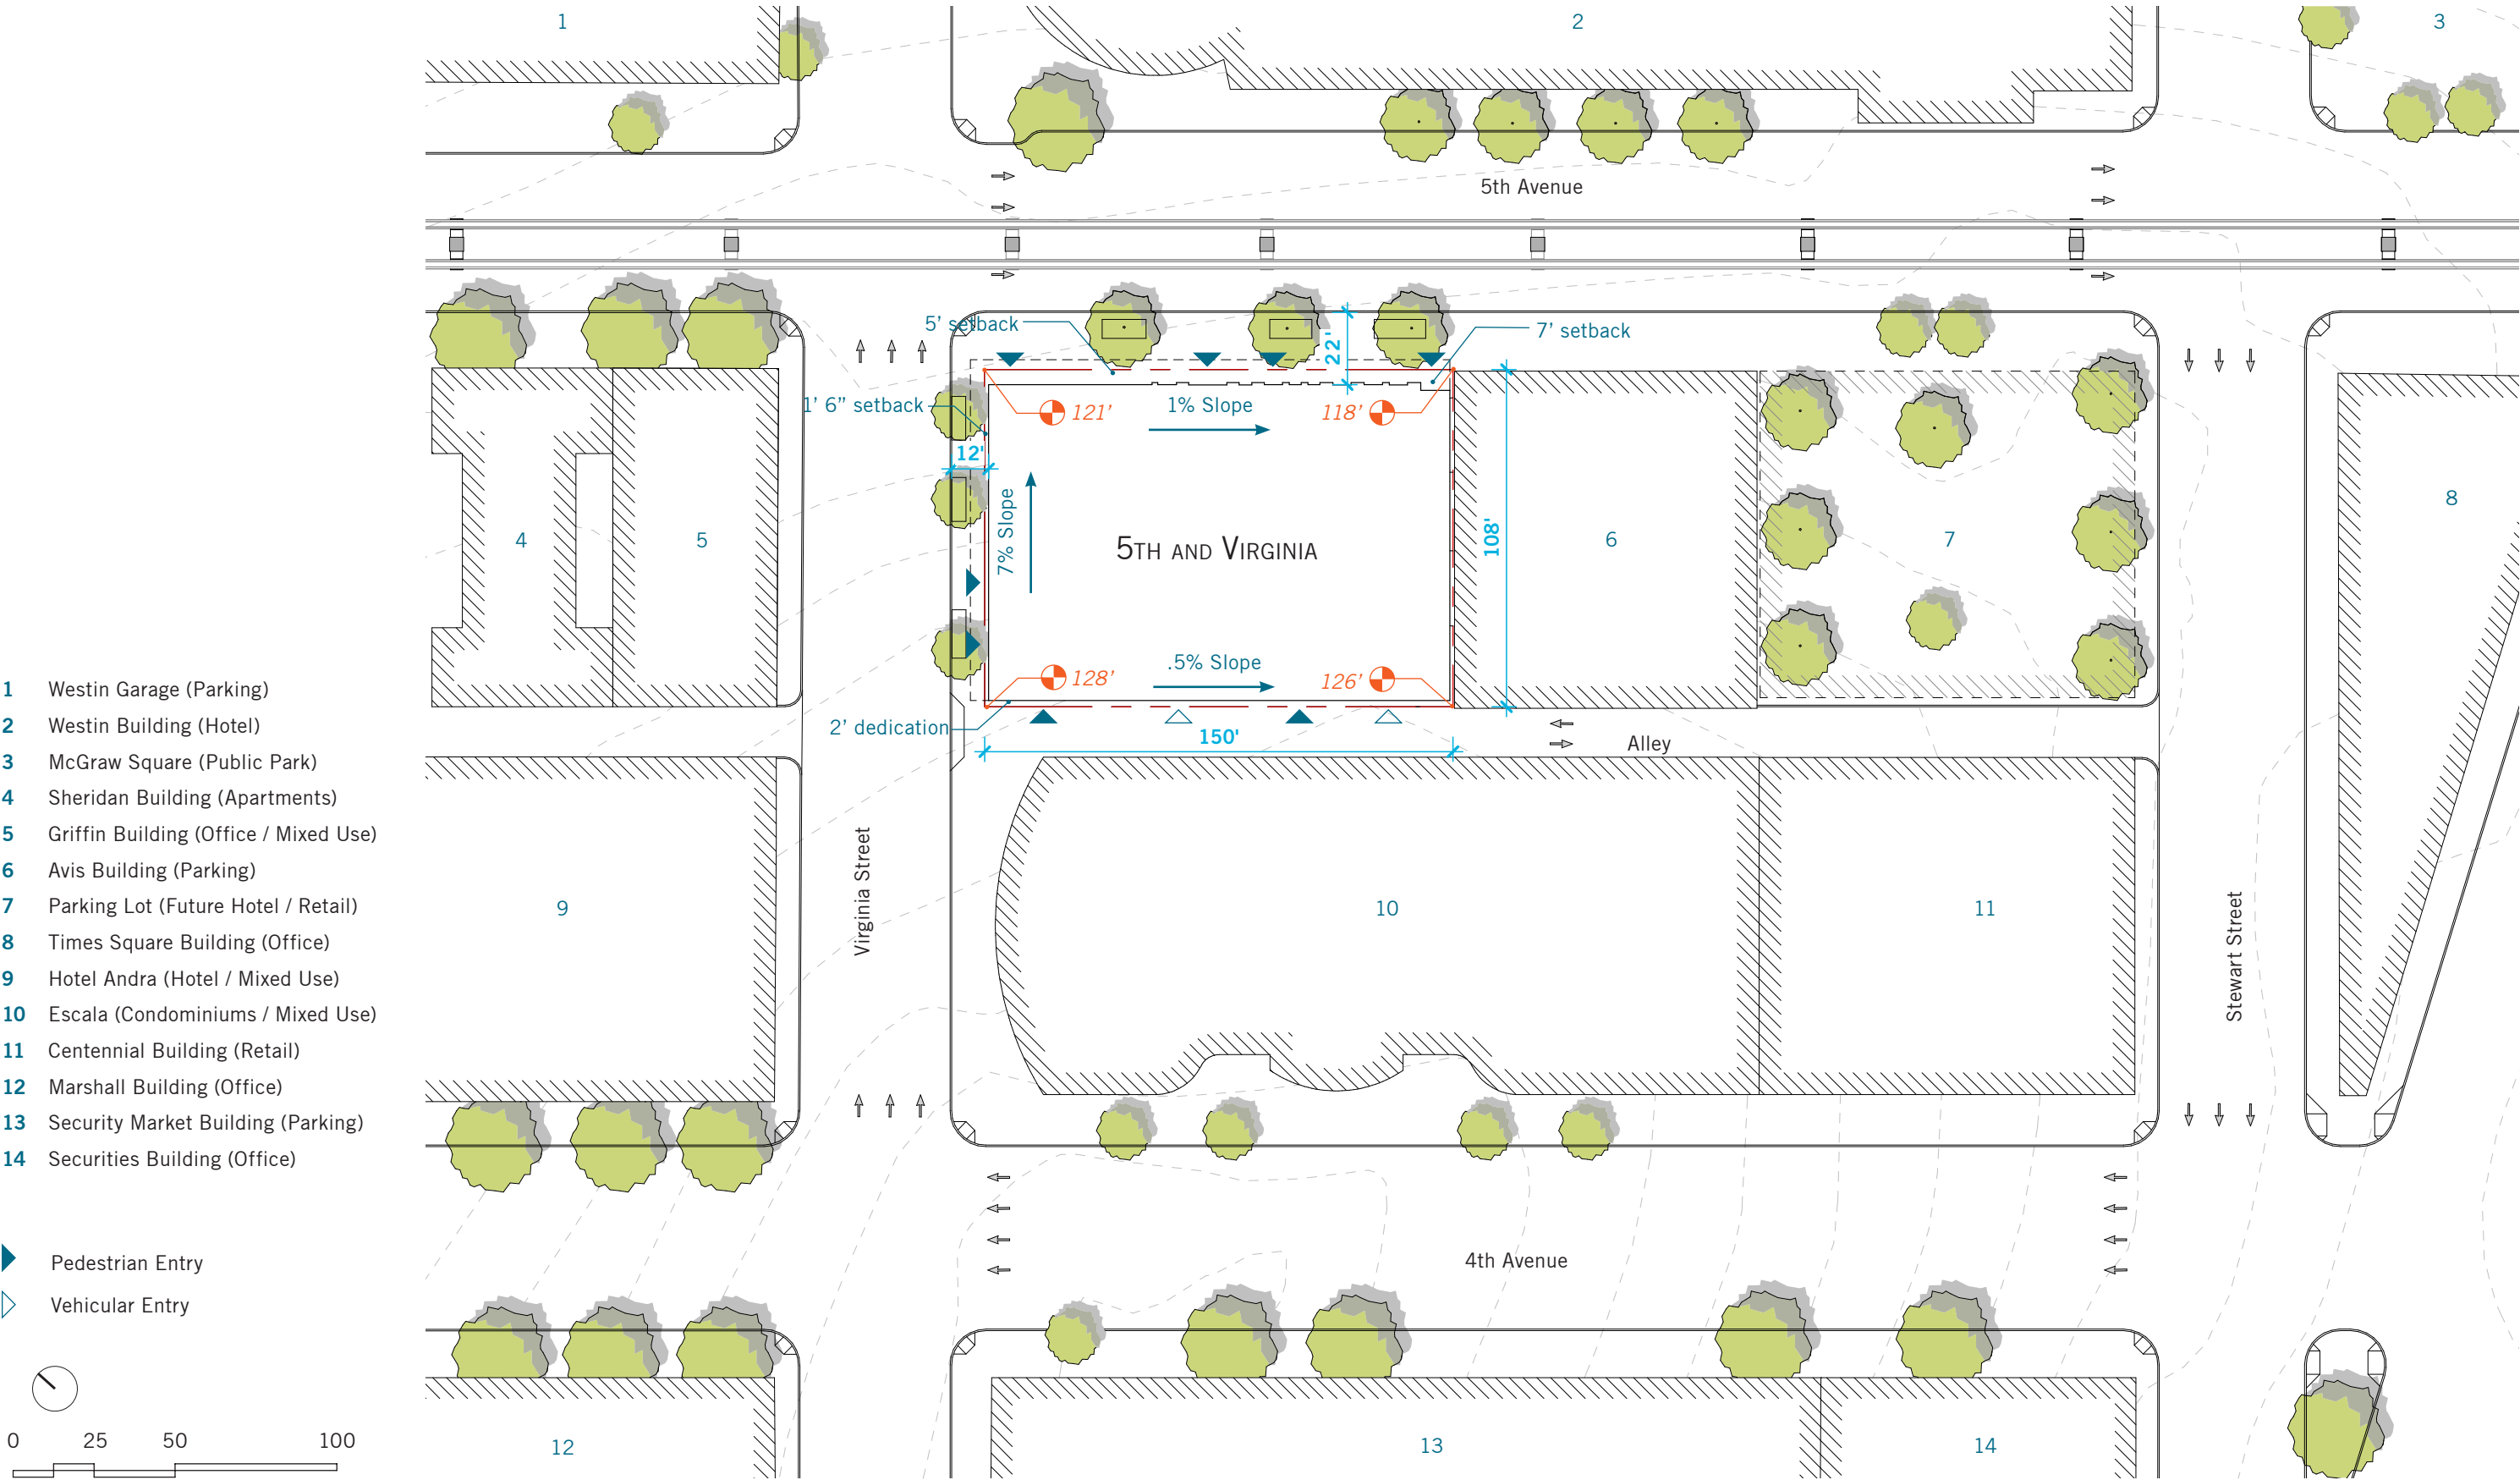 1
2
3
5th Avenue
5' setback
22'
7' setback
1' 6” setback
121'
1% Slope
118'
12'
7% Slope
5TH AND VIRGINIA
108'
4
5
6
7
8
.5% Slope
128'
126'
2' dedication
150'
Alley
Virginia Street
9
10
11
Stewart Street
4th Avenue
12
13
14
1 Westin Garage (Parking)
2 Westin Building (Hotel)
3 McGraw Square (Public Park)
4 Sheridan Building (Apartments)
5 Griffin Building (Office / Mixed Use)
6 Avis Building (Parking)
7 Parking Lot (Future Hotel / Retail)
8 Times Square Building (Office)
9 Hotel Andra (Hotel / Mixed Use)
10 Escala (Condominiums / Mixed Use)
11 Centennial Building (Retail)
12 Marshall Building (Office)
13 Security Market Building (Parking)
14 Securities Building (Office)
Pedestrian Entry
Vehicular Entry
0 25 50 100